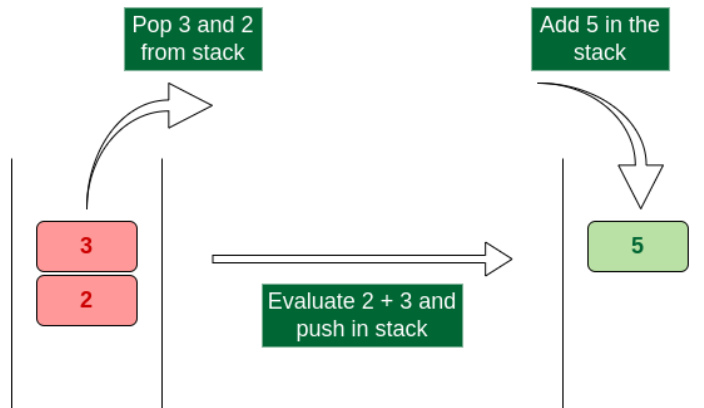 Pop 3 and 2
from stack
Add 5 in the
stack
3
2
5
Evaluate 2 + 3 and
push in stack